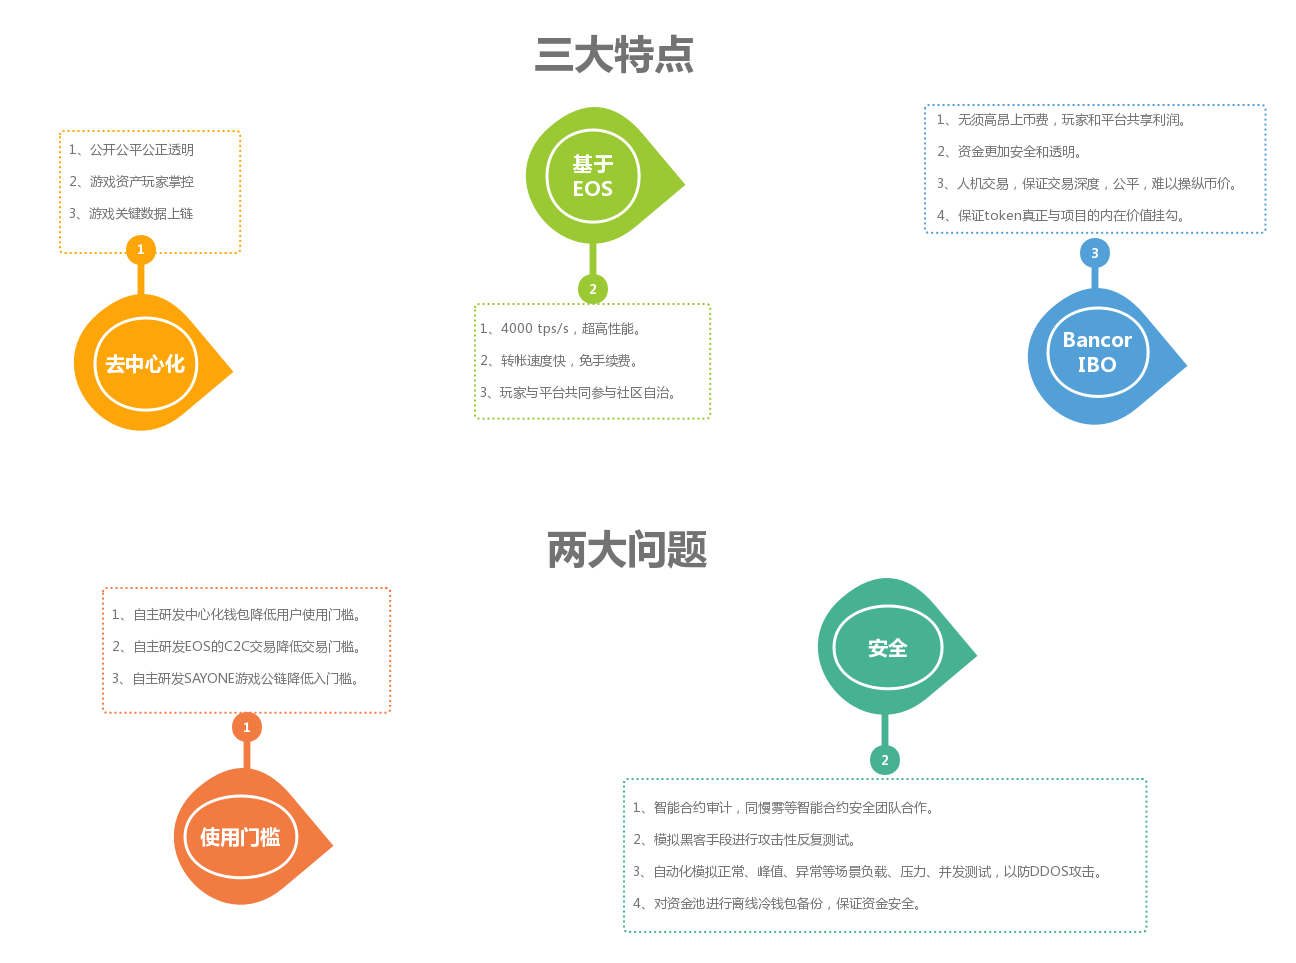 三大特点
1、公开公平公正透明
2、游戏资产玩家掌控
3、游戏关键数据上链
1
去中心化
基于
EOS
2
1、4000 tps/s，超高性能。
2、转帐速度快，免手续费。
3、玩家与平台共同参与社区自治。
1、无须高昂上币费，玩家和平台共享利润。
2、资金更加安全和透明。
3、人机交易，保证交易深度，公平，难以操纵币价。
4、保证token真正与项目的内在价值挂勾。
3
Bancor
IBO
两大问题
1、自主研发中心化钱包降低用户使用门槛。
2、自主研发EOS的C2C交易降低交易门槛。
3、自主研发SAYONE游戏公链降低入门槛。
1
使用门槛
安全
2
1、智能合约审计，同慢雾等智能合约安全团队合作。
2、模拟黑客手段进行攻击性反复测试。
3、自动化模拟正常、峰值、异常等场景负载、压力、并发测试，以防DDOS攻击。
4、对资金池进行离线冷钱包备份，保证资金安全。